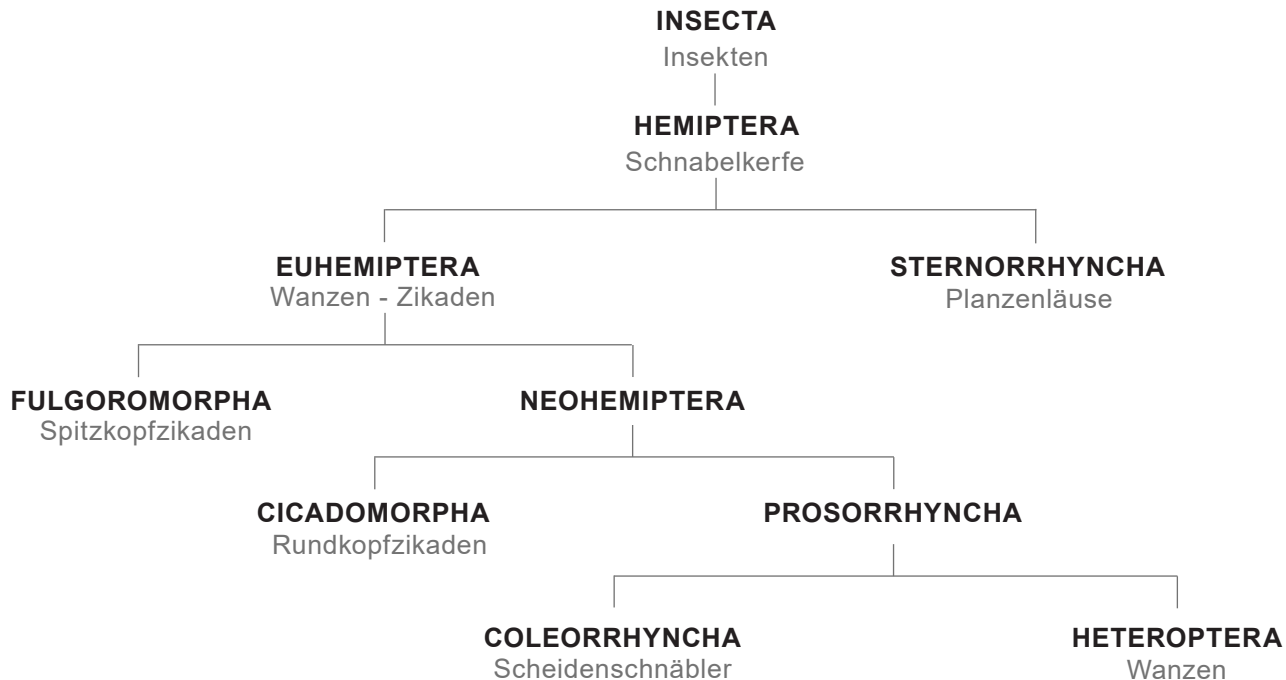 INSECTA
Insekten
HEMIPTERA
Schnabelkerfe
EUHEMIPTERA
Wanzen - Zikaden
STERNORRHYNCHA
Planzenläuse
FULGOROMORPHA
Spitzkopfzikaden
NEOHEMIPTERA
CICADOMORPHA
Rundkopfzikaden
PROSORRHYNCHA
COLEORRHYNCHA
Scheidenschnäbler
HETEROPTERA
Wanzen